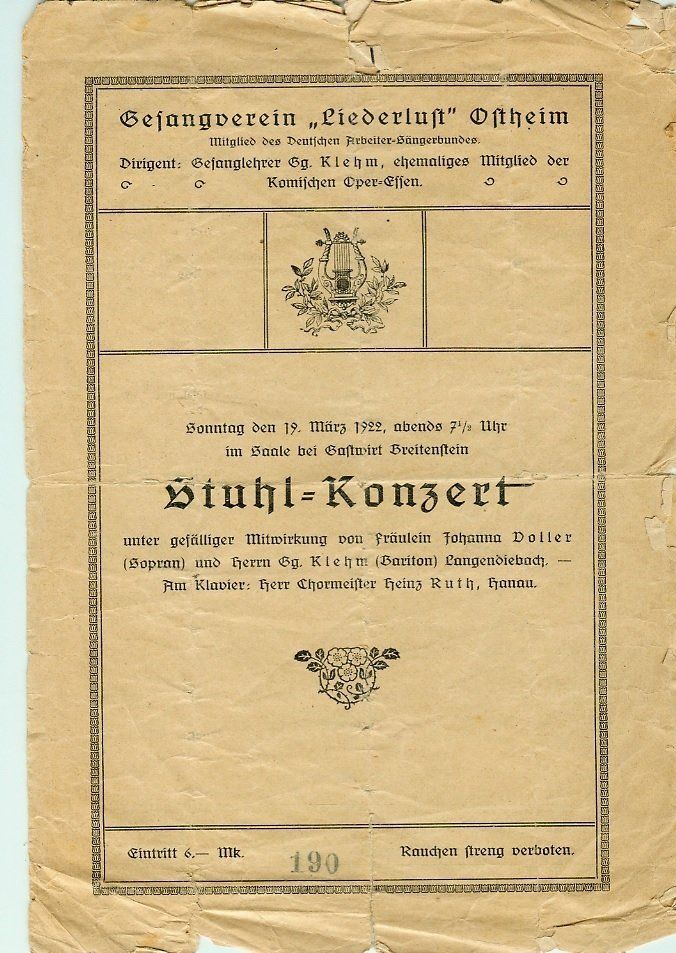 Gesangverein „Liederlust" Ostheim
Mitglied des Deutschen Arbeiter-Sängerbundes.
Dirigent: Gesanglehrer Gg. Klehm, ehemaliges Mitglied der
Komischen Oper-Essen.
Sonntag den 19. März 1922, abends 7½ Uhr
im Saale bei Gastwirt Breitenstein
Stuhl-Konzert
unter gefälliger Mitwirkung von Fräulein Johanna Voller
(Sopran) und Herrn Gg. Klehm (Bariton) Langendiebach. —
Am Klavier: Herr Chormeister Heinz Ruth, Hanau.
Eintritt 6.— Mk. 190 Rauchen streng verboten.